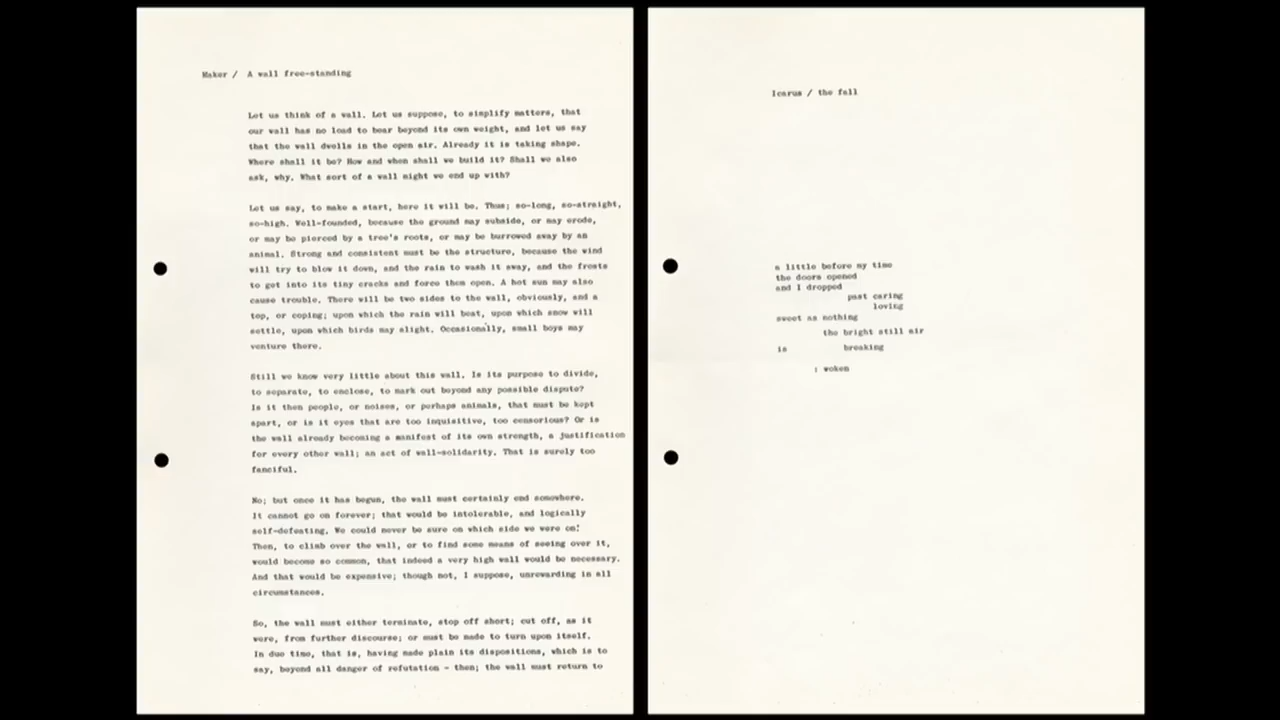 Maker / A wall free-standing
Let us think of a wall. Let us suppose, to simplify matters, that
our wall has no load to bear beyond its own weight, and let us say
that the wall dwells in the open air. Already it is taking shape.
Where shall it be? How and when shall we build it? Shall we also
ask, why. What sort of a wall might we end up with?
Let us say, to make a start, here it will be. Thus; so-long, so-straight,
so-high. Well-founded, because the ground may subside, or may erode,
or may be pierced by a tree's roots, or may be burrowed away by an
animal. Strong and consistent must be the structure, because the wind
will try to blow it down, and the rain to wash it away, and the frosts
to get into its tiny cracks and force them open. A hot sun may also
cause trouble. There will be two sides to the wall, obviously, and a
top, or coping; upon which the rain will beat, upon which snow will
settle, upon which birds may alight. Occasionally, small boys may
venture there.
Still we know very little about this wall. Is its purpose to divide,
to separate, to enclose, to mark out beyond any possible dispute?
Is it then people, or noises, or perhaps animals, that must be kept
apart, or is it eyes that are too inquisitive, too censorious? Or is
the wall already becoming a manifest of its own strength, a justification
for every other wall; an act of wall-solidarity. That is surely too
fanciful.
No; but once it has begun, the wall must certainly end somewhere.
It cannot go on forever; that would be intolerable, and logically
self-defeating. We could never be sure on which side we were on!
Then, to climb over the wall, or to find some means of seeing over it,
would become so common, that indeed a very high wall would be necessary.
And that would be expensive; though not, I suppose, unrewarding in all
circumstances.
So, the wall must either terminate, stop off short; cut off, as it
were, from further discourse; or must be made to turn upon itself.
In due time, that is, having made plain its dispositions, which is to
say, beyond all danger of refutation - then; the wall must return to
Icarus / the fall
a little before my time
the doors opened
and I dropped
past caring
loving
sweet as nothing
the bright still air
is breaking
; woken